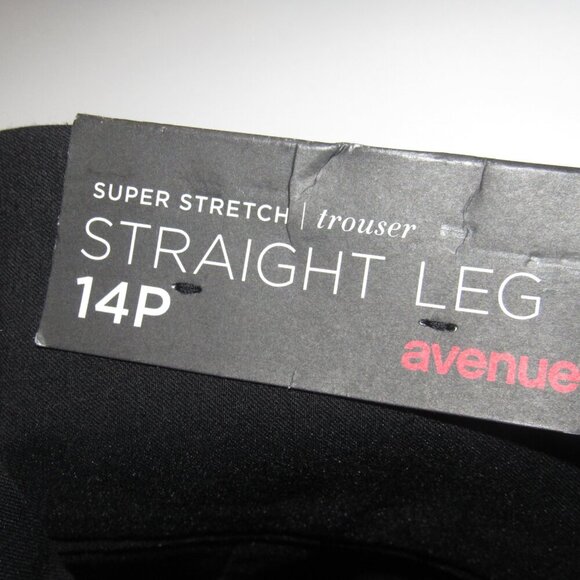 SUPER STRETCH | trouser
STRAIGHT LEG
14P
avenue